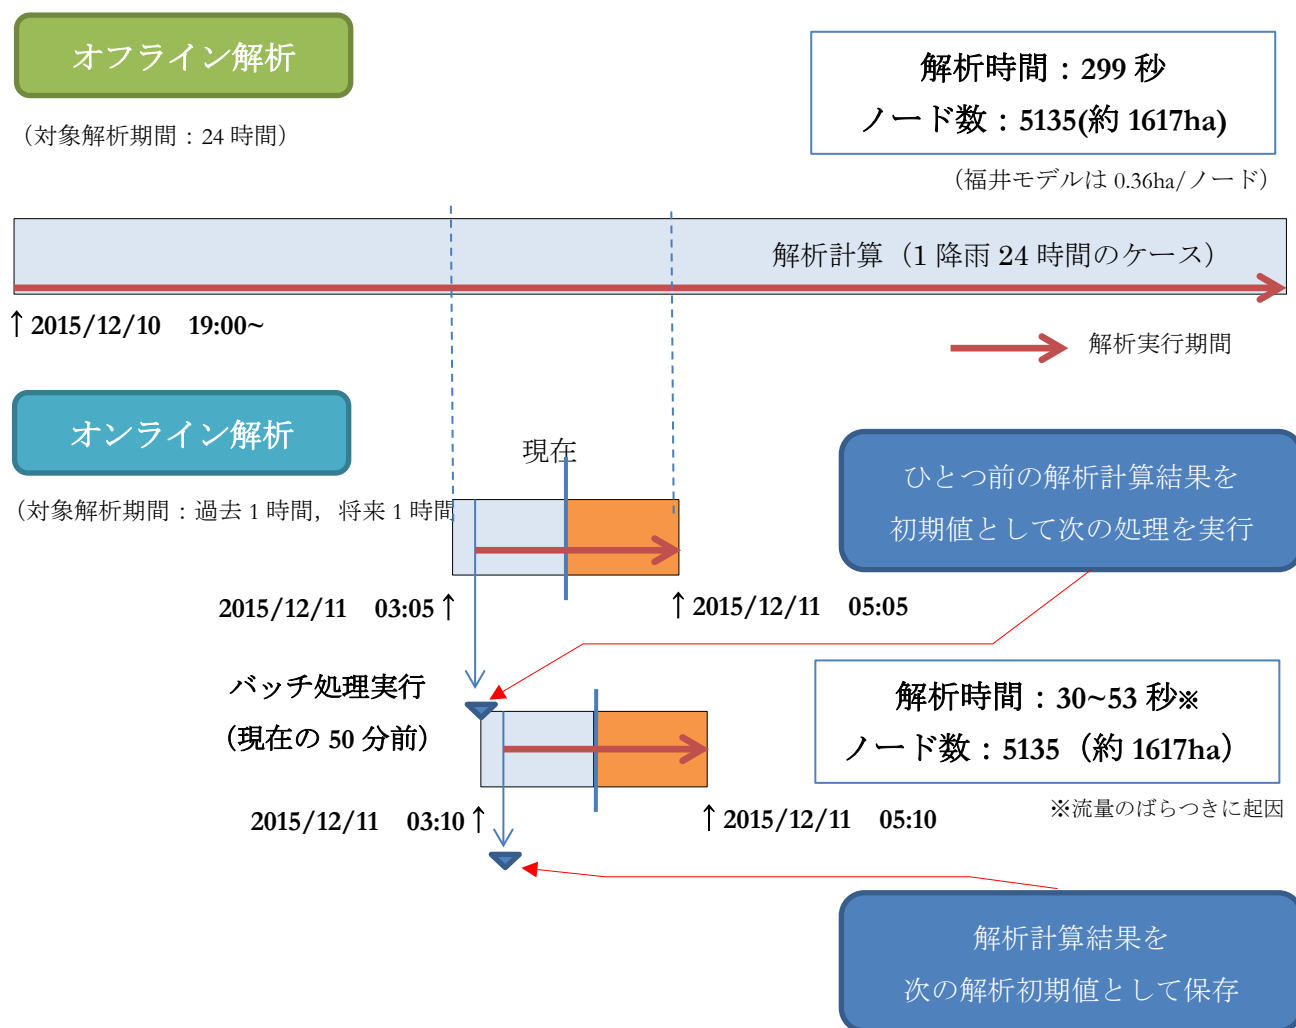 オフライン解析
（対象解析期間：24 時間）
解析時間：299 秒
ノード数：5135(約 1617ha)
（福井モデルは 0.36ha/ノード）
解析計算（1 降雨 24 時間のケース）
↑ 2015/12/10 19:00~
解析実行期間
オンライン解析
（対象解析期間：過去 1 時間，将来 1 時間
現在
ひとつ前の解析計算結果を
初期値として次の処理を実行
2015/12/11 03:05 ↑
↑ 2015/12/11 05:05
バッチ処理実行
（現在の 50 分前）
解析時間：30~53 秒※
ノード数：5135（約 1617ha）
※流量のばらつきに起因
2015/12/11 03:10 ↑
↑ 2015/12/11 05:10
解析計算結果を
次の解析初期値として保存